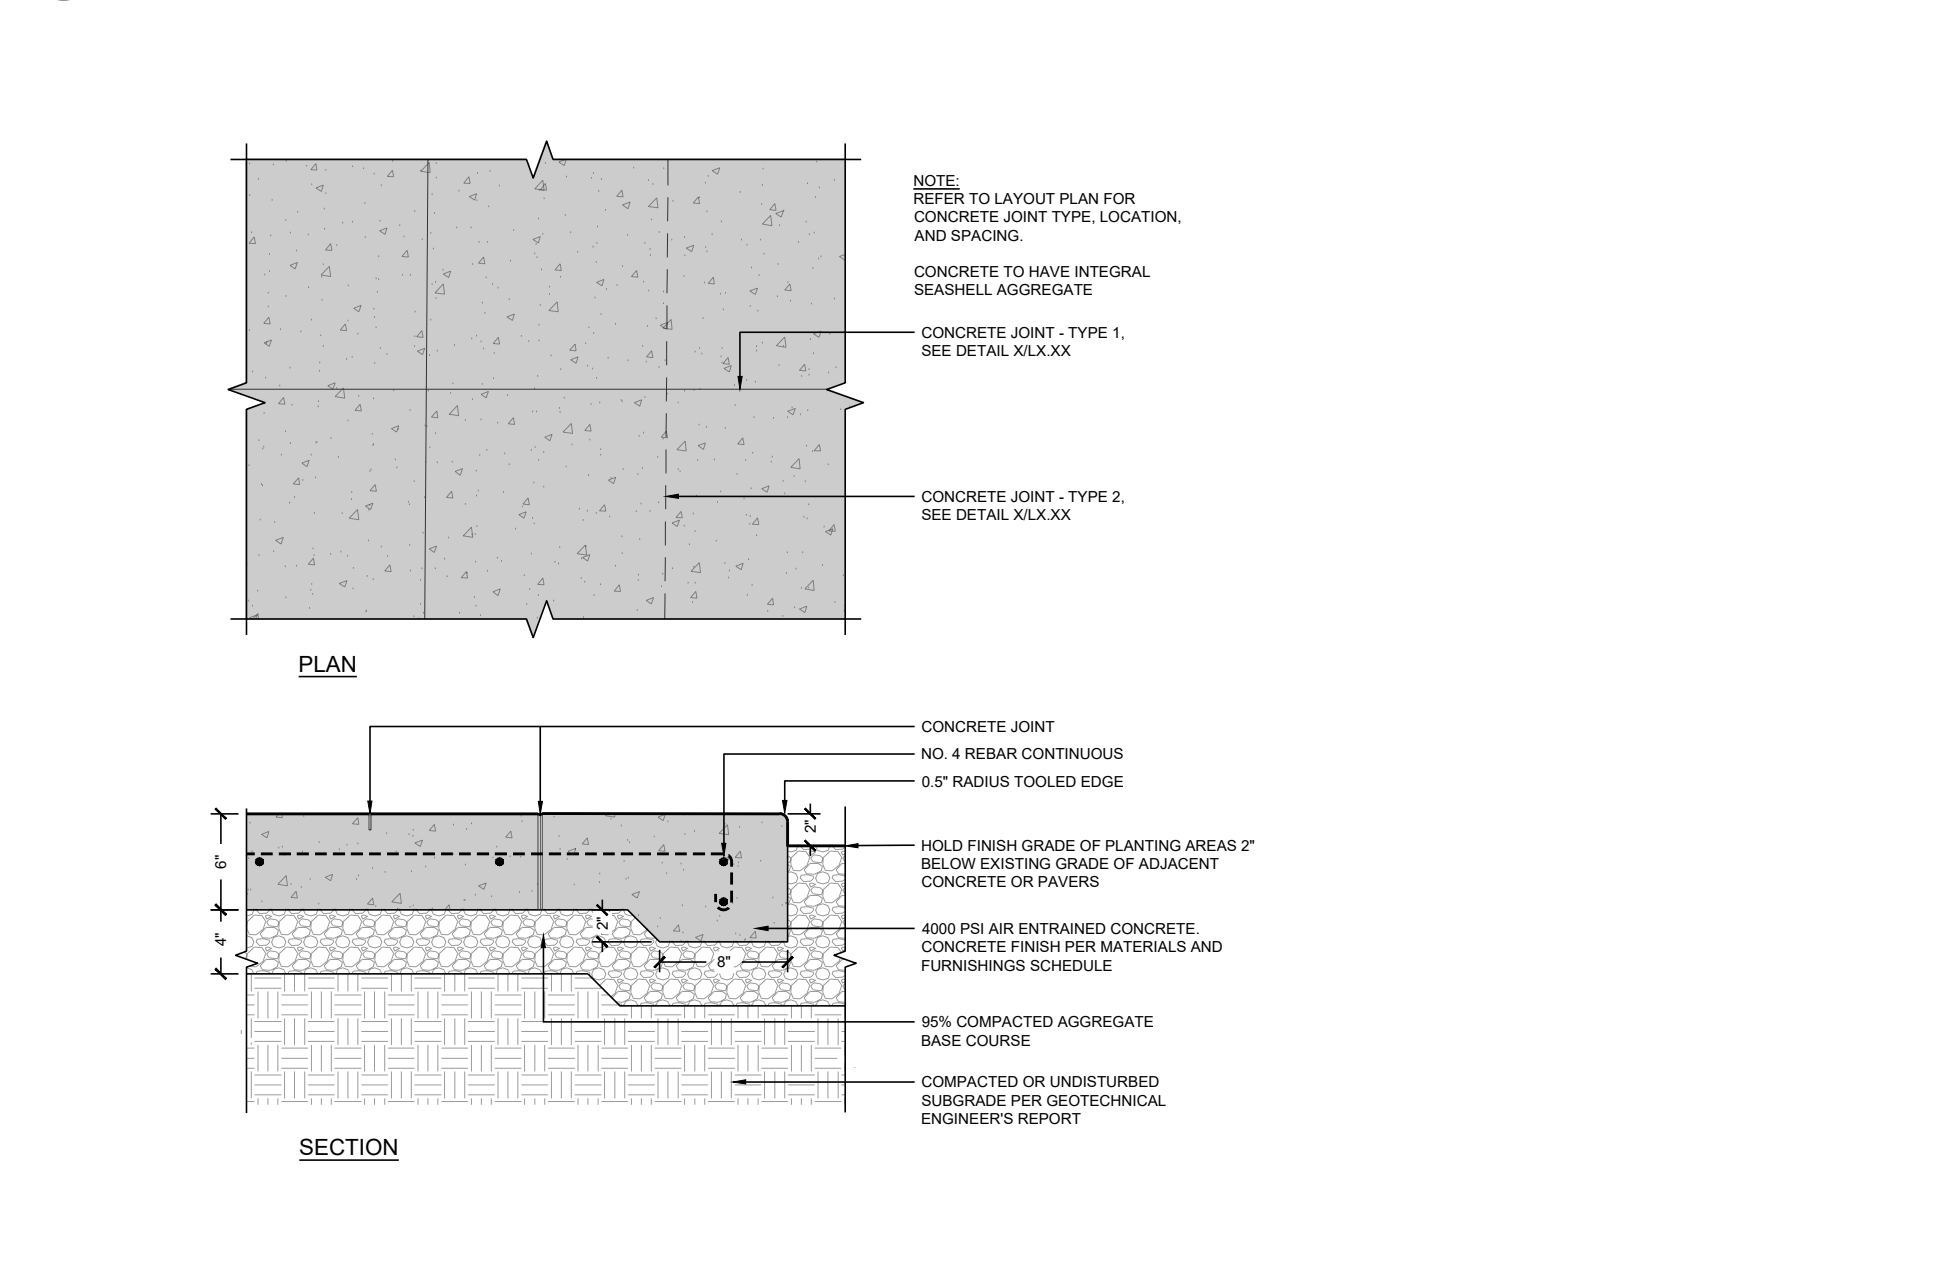 NOTE:
REFER TO LAYOUT PLAN FOR
CONCRETE JOINT TYPE, LOCATION,
AND SPACING.
CONCRETE TO HAVE INTEGRAL
SEASHELL AGGREGATE
CONCRETE JOINT - TYPE 1,
SEE DETAIL X/LX.XX
CONCRETE JOINT - TYPE 2,
SEE DETAIL X/LX.XX
PLAN
CONCRETE JOINT
NO. 4 REBAR CONTINUOUS
0.5" RADIUS TOOLED EDGE
2"
HOLD FINISH GRADE OF PLANTING AREAS 2"
BELOW EXISTING GRADE OF ADJACENT
CONCRETE OR PAVERS
6"
4"
2"
8"
4000 PSI AIR ENTRAINED CONCRETE.
CONCRETE FINISH PER MATERIALS AND
FURNISHINGS SCHEDULE
95% COMPACTED AGGREGATE
BASE COURSE
COMPACTED OR UNDISTURBED
SUBGRADE PER GEOTECHNICAL
ENGINEER'S REPORT
SECTION